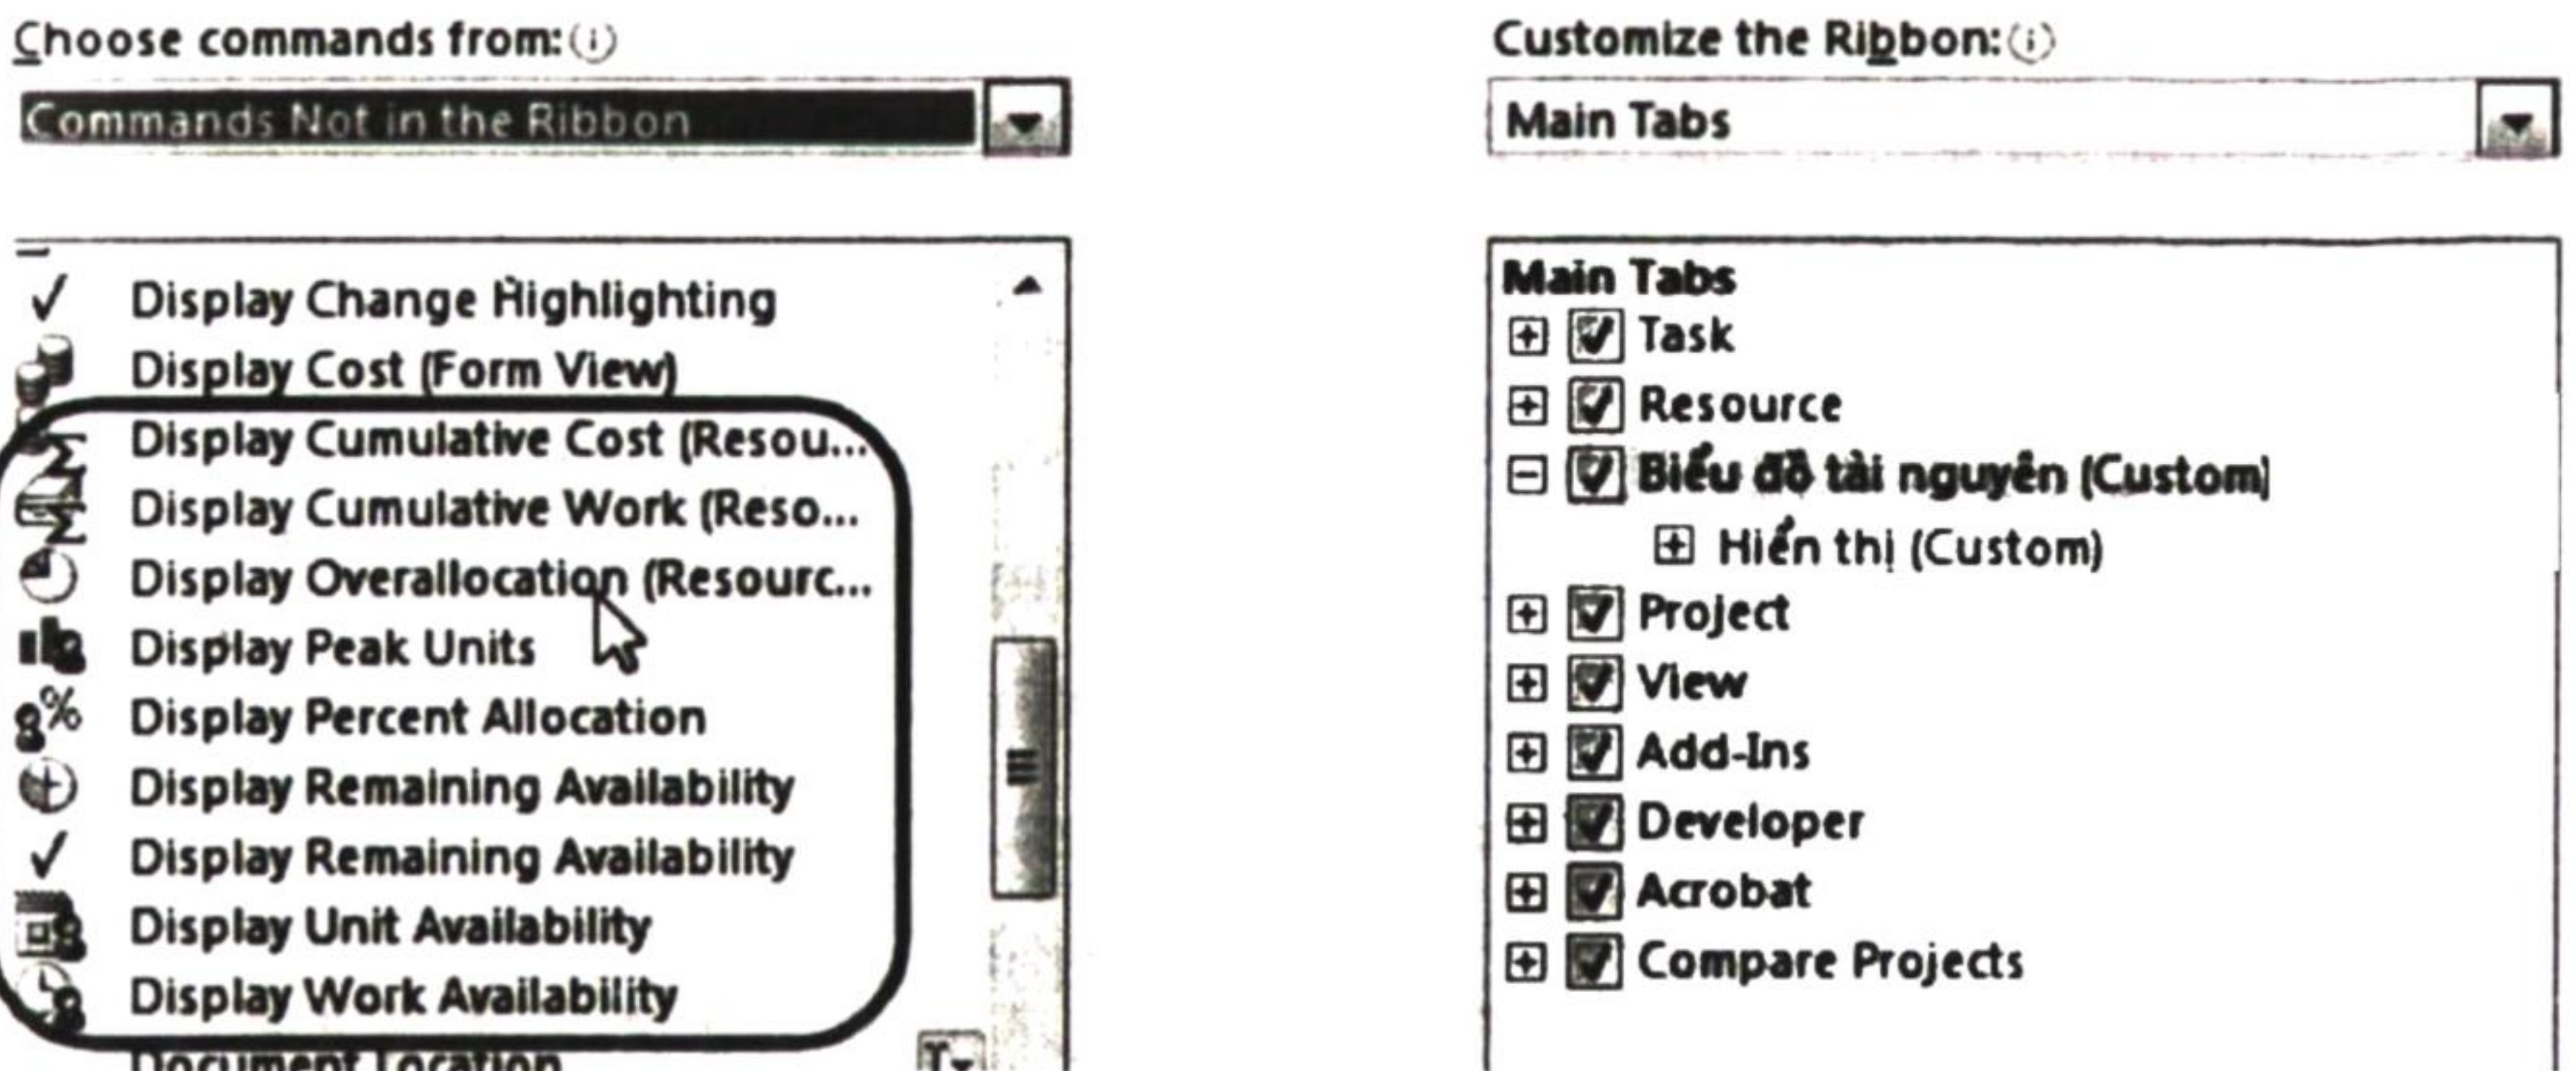 Choose commands from:
Commands Not in the Ribbon
Display Change Highlighting
Display Cost (Form View)
Display Cumulative Cost (Resou...
Display Cumulative Work (Reso...
Display Overallocation (Resourc...
Display Peak Units
Display Percent Allocation
Display Remaining Availability
Display Remaining Availability
Display Unit Availability
Display Work Availability
Document Location
Customize the Ribbon:
Main Tabs
Main Tabs
Task
Resource
Biểu đồ tài nguyên (Custom)
Hiển thị (Custom)
Project
View
Add-Ins
Developer
Acrobat
Compare Projects